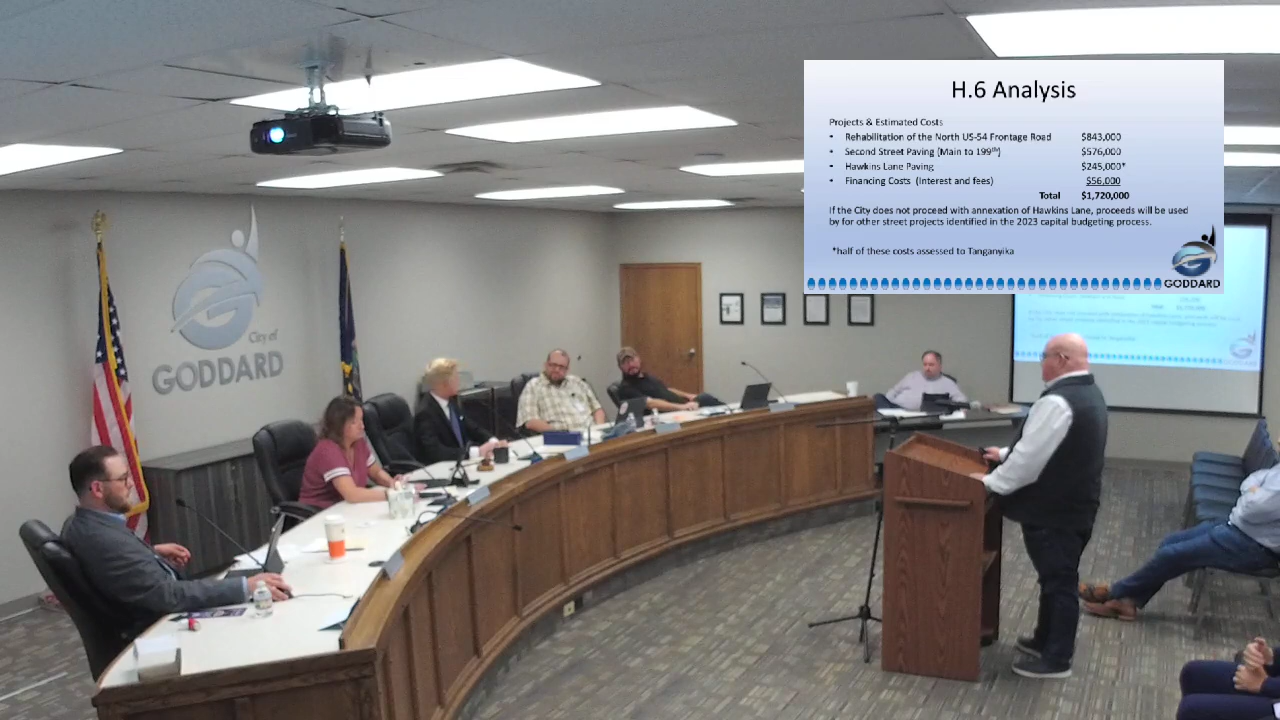 H.6 Analysis
Projects & Estimated Costs
• Rehabilitation of the North US-54 Frontage Road $843,000
• Second Street Paving (Main to 199th) $576,000
• Hawkins Lane Paving $245,000*
• Financing Costs (Interest and fees) $56,000
Total $1,720,000
If the City does not proceed with annexation of Hawkins Lane, proceeds will be used
by for other street projects identified in the 2023 capital budgeting process.
*half of these costs assessed to Tanganyika
GODDARD
City of
GODDARD